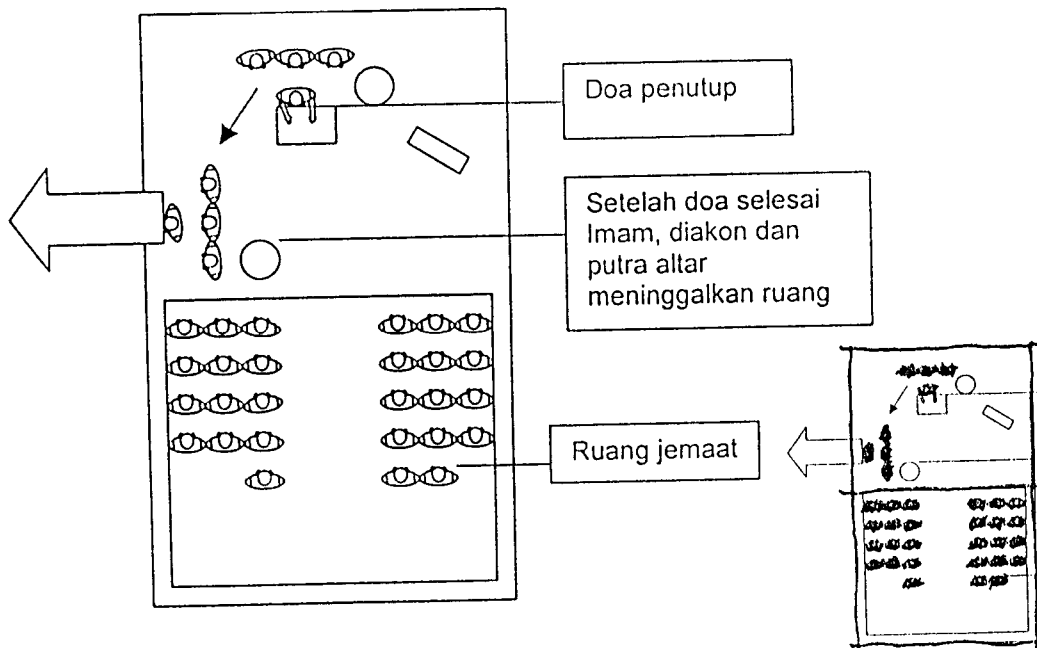 Doa penutup
Setelah doa selesai
Imam, diakon dan
putra altar
meninggalkan ruang
Ruang jemaat